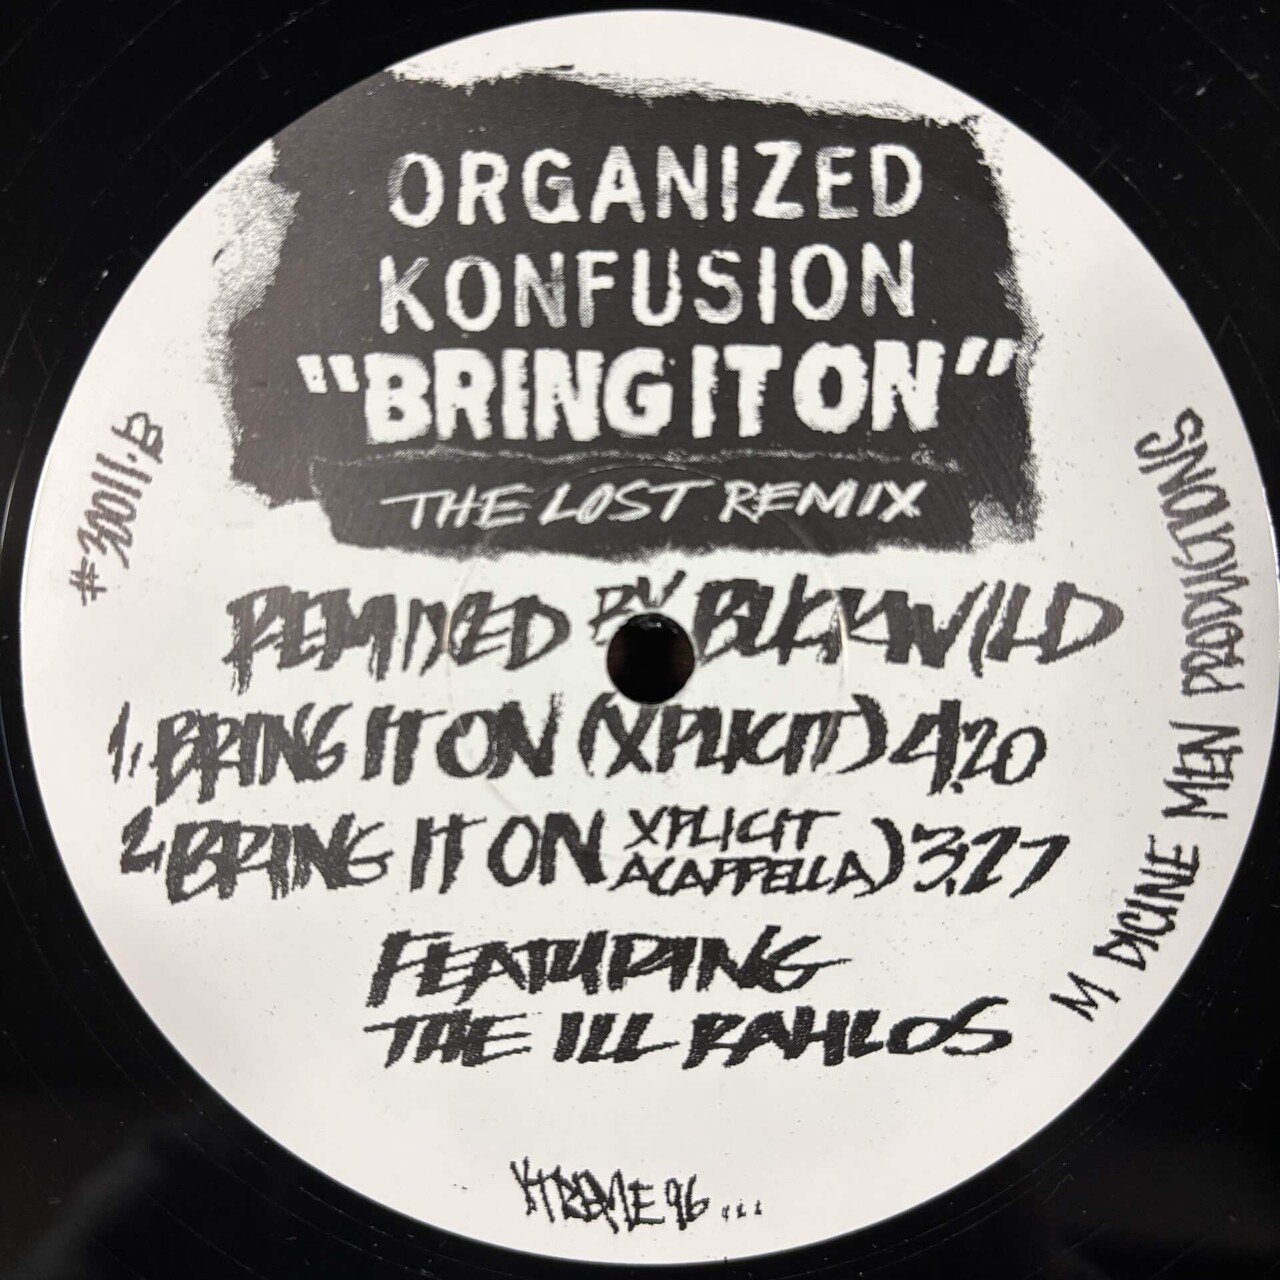 ORGANIZED
KONFUSION
"BRING IT ON"
THE LOST REMIX
REMIXED BY BUCKWILD
1. BRING IT ON (XPLICIT) 4:20
2. BRING IT ON XPLICIT ACAPPELLA) 3:27
FEATURING
THE ILL RAHLOS
XTREME 96...
#30011-B
M DICINE MEN PRODUCTIONS